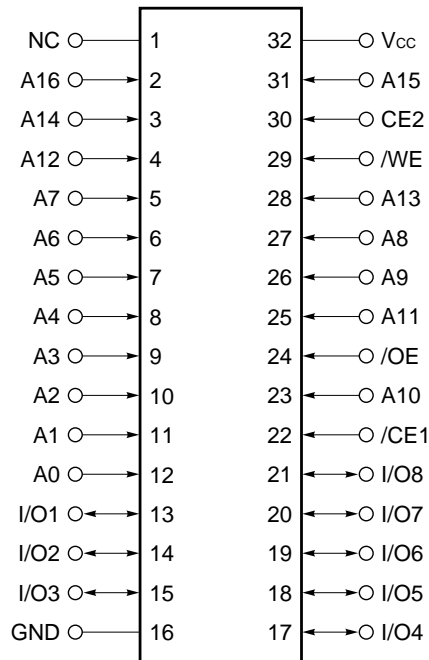 NC 1 32 Vcc
A16 2 31 A15
A14 3 30 CE2
A12 4 29 /WE
A7 5 28 A13
A6 6 27 A8
A5 7 26 A9
A4 8 25 A11
A3 9 24 /OE
A2 10 23 A10
A1 11 22 /CE1
A0 12 21 I/O8
I/O1 13 20 I/O7
I/O2 14 19 I/O6
I/O3 15 18 I/O5
GND 16 17 I/O4